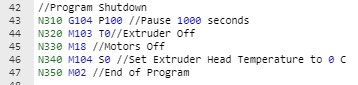 42 //Program Shutdown
43 N310 G104 P100 //Pause 1000 seconds
44 N320 M103 T0//Extruder Off
45 N330 M18 //Motors Off
46 N340 M104 S0 //Set Extruder Head Temperature to 0 C
47 N350 M02 //End of Program